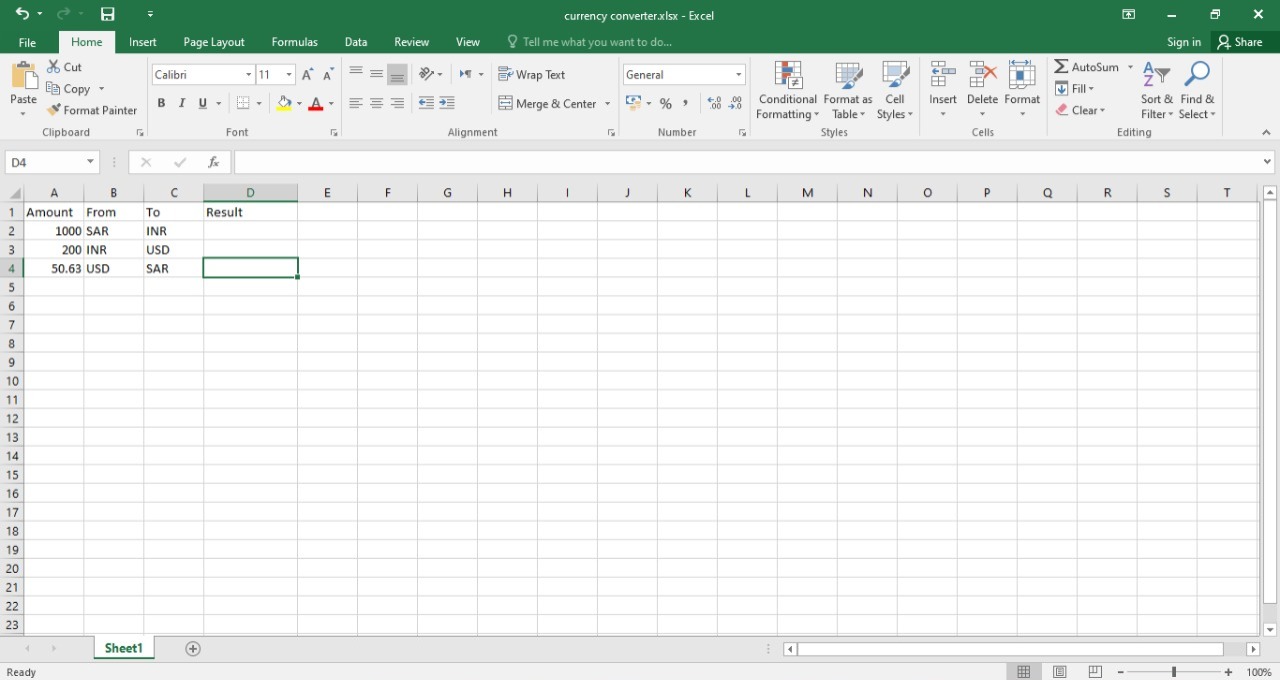 currency converter.xlsx - Excel
File Home Insert Page Layout Formulas Data Review View Tell me what you want to do... Sign in Share
Paste Cut Copy Format Painter Clipboard
Calibri 11 A A B I U A Font
Wrap Text Merge & Center Alignment
General % , .00 Number
Conditional Formatting Format as Table Cell Styles Styles
Insert Delete Format Cells
AutoSum Fill Clear Sort & Filter Find & Select Editing
D4 fx
A B C D E F G H I J K L M N O P Q R S T
1 Amount From To Result
2 1000 SAR INR
3 200 INR USD
4 50.63 USD SAR
5
6
7
8
9
10
11
12
13
14
15
16
17
18
19
20
21
22
23
Sheet1
Ready 100%